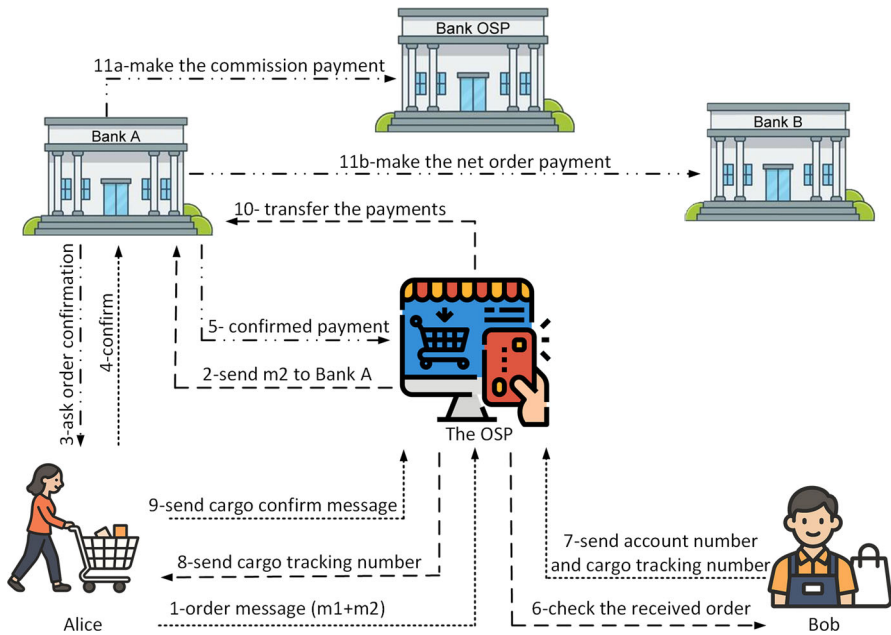 Bank OSP
11a-make the commission payment
Bank A
Bank B
11b-make the net order payment
10- transfer the payments
3-ask order confirmation
4-confirm
5- confirmed payment
2-send m2 to Bank A
The OSP
9-send cargo confirm message
7-send account number
and cargo tracking number
8-send cargo tracking number
1-order message (m1+m2)
6-check the received order
Alice
Bob